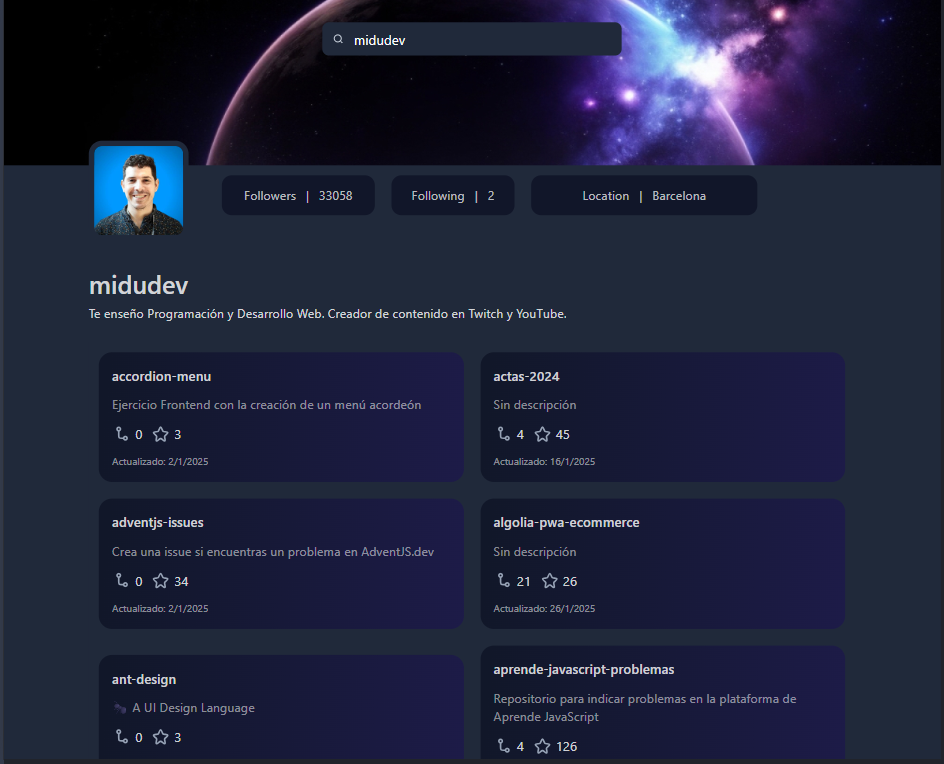 midudev
Followers | 33058
Following | 2
Location | Barcelona
midudev
Te enseño Programación y Desarrollo Web. Creador de contenido en Twitch y YouTube.
accordion-menu
Ejercicio Frontend con la creación de un menú acordeón
0 3
Actualizado: 2/1/2025
actas-2024
Sin descripción
4 45
Actualizado: 16/1/2025
adventjs-issues
Crea una issue si encuentras un problema en AdventJS.dev
0 34
Actualizado: 2/1/2025
algolia-pwa-ecommerce
Sin descripción
21 26
Actualizado: 26/1/2025
ant-design
A UI Design Language
0 3
aprende-javascript-problemas
Repositorio para indicar problemas en la plataforma de
Aprende JavaScript
4 126